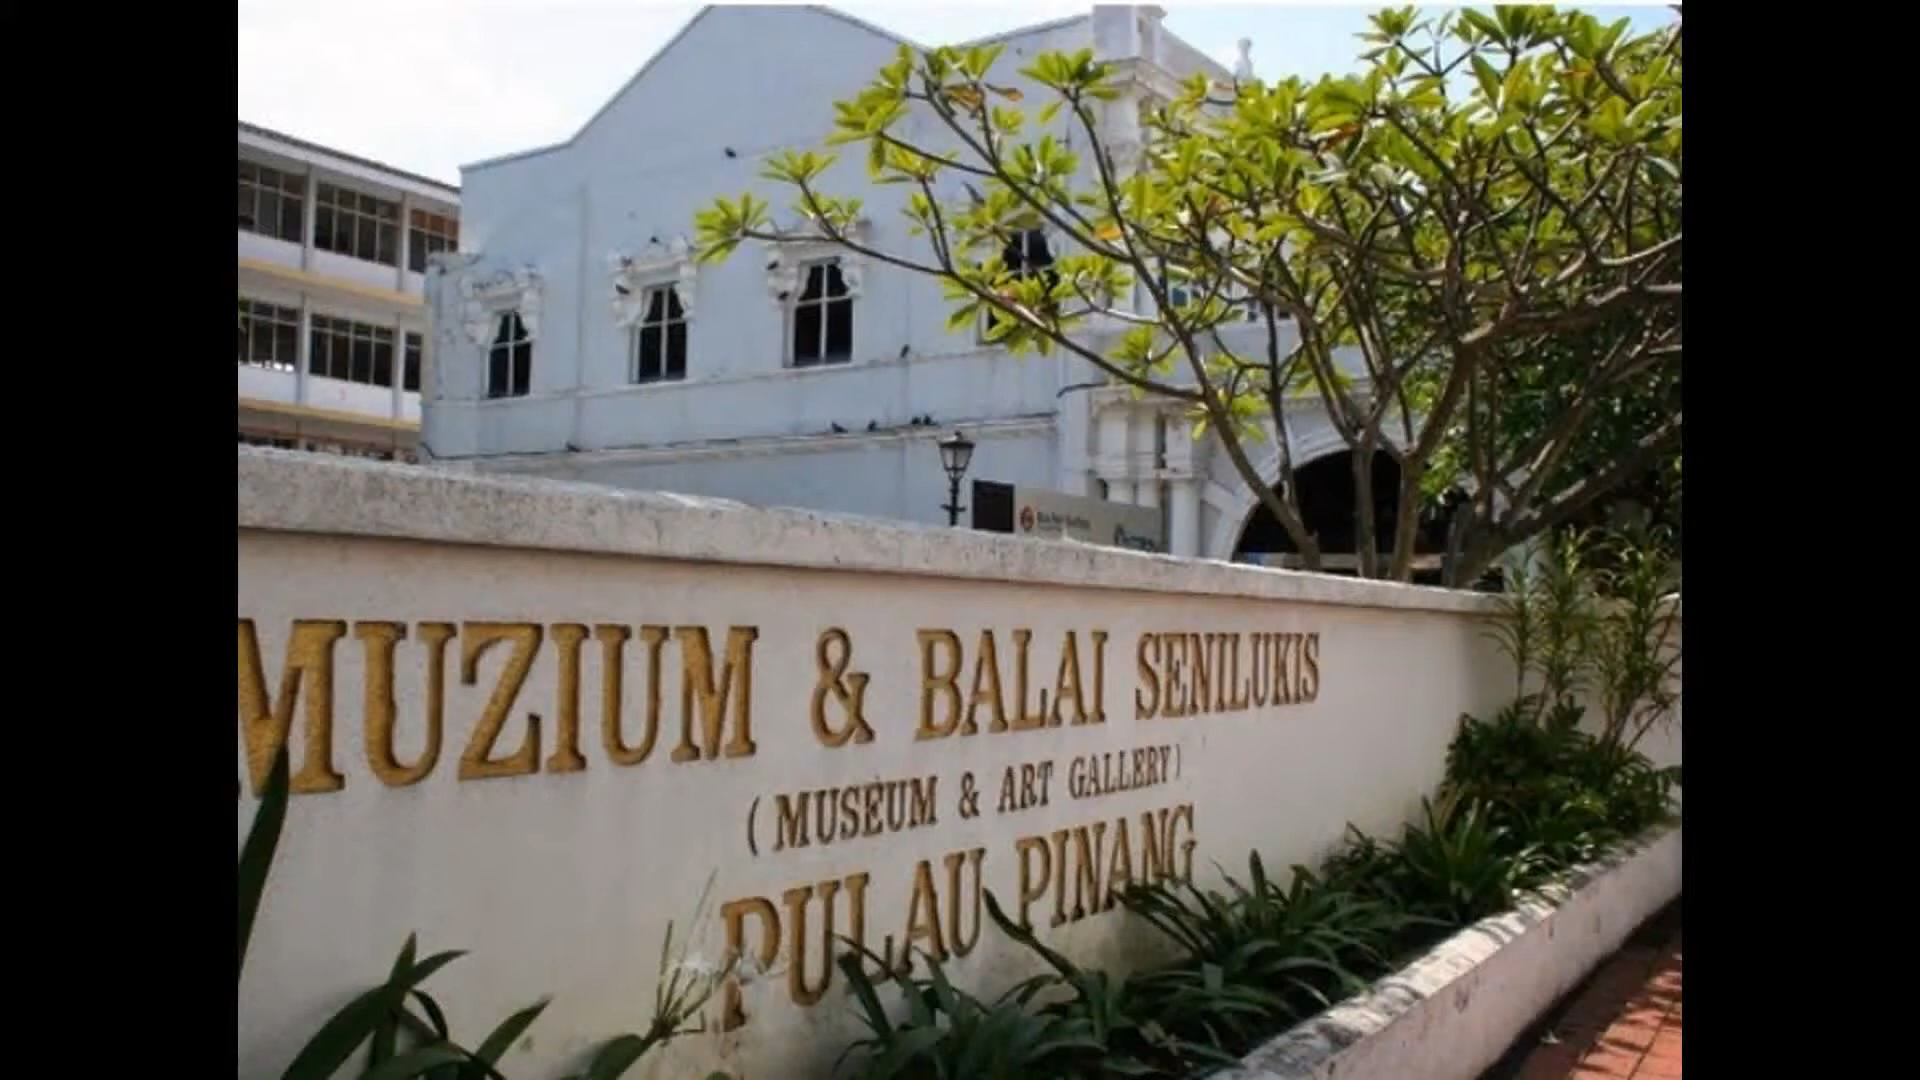 MUZIUM & BALAI SENILUKIS
(MUSEUM & ART GALLERY)
PULAU PINANG